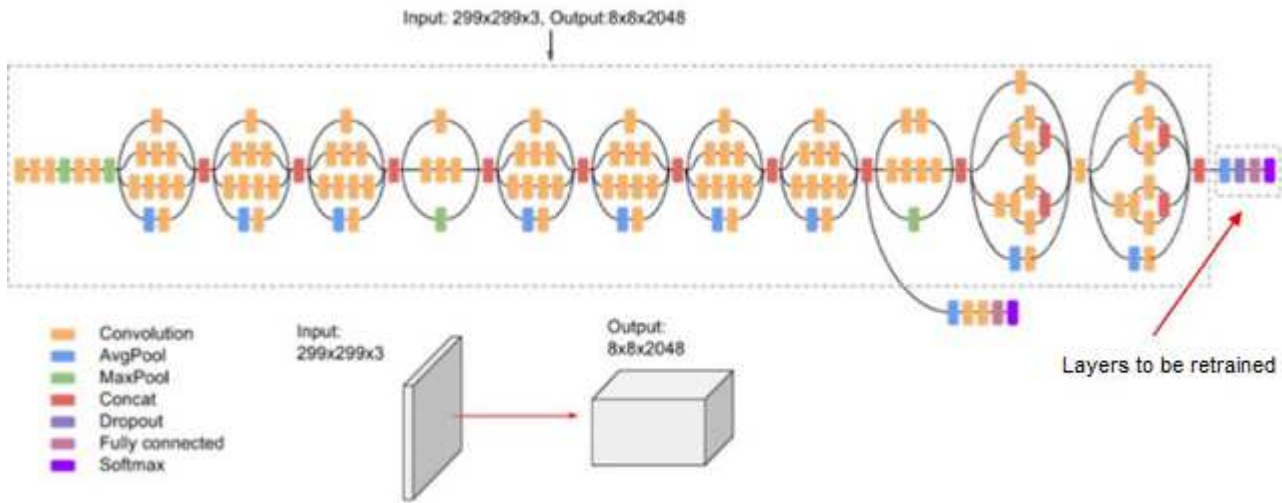 Input: 299x299x3, Output:8x8x2048
Convolution
AvgPool
MaxPool
Concat
Dropout
Fully connected
Softmax
Input:
299x299x3
Output:
8x8x2048
Layers to be retrained